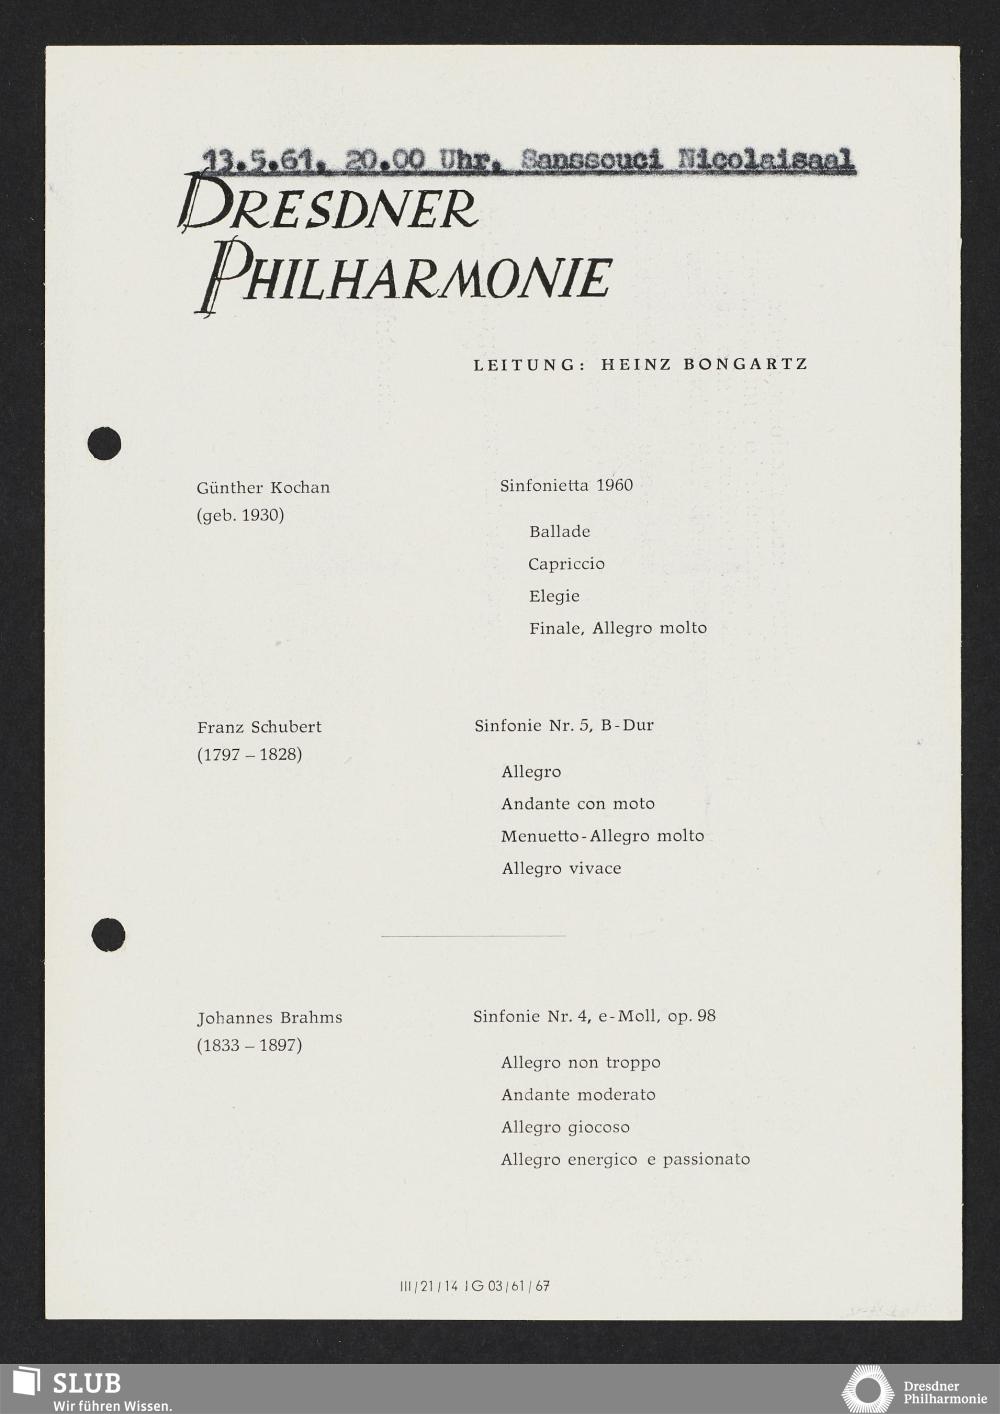 13.5.61. 20.00 Uhr, Sanssouci Nicolaisaal
DRESDNER
PHILHARMONIE
LEITUNG: HEINZ BONGARTZ
Günther Kochan
(geb. 1930)
Sinfonietta 1960
Ballade
Capriccio
Elegie
Finale, Allegro molto
Franz Schubert
(1797 – 1828)
Sinfonie Nr. 5, B-Dur
Allegro
Andante con moto
Menuetto-Allegro molto
Allegro vivace
Johannes Brahms
(1833 – 1897)
Sinfonie Nr. 4, e-Moll, op. 98
Allegro non troppo
Andante moderato
Allegro giocoso
Allegro energico e passionato
III/21/14 JG 03/61/67
SLUB
Wir führen Wissen.
Dresdner
Philharmonie